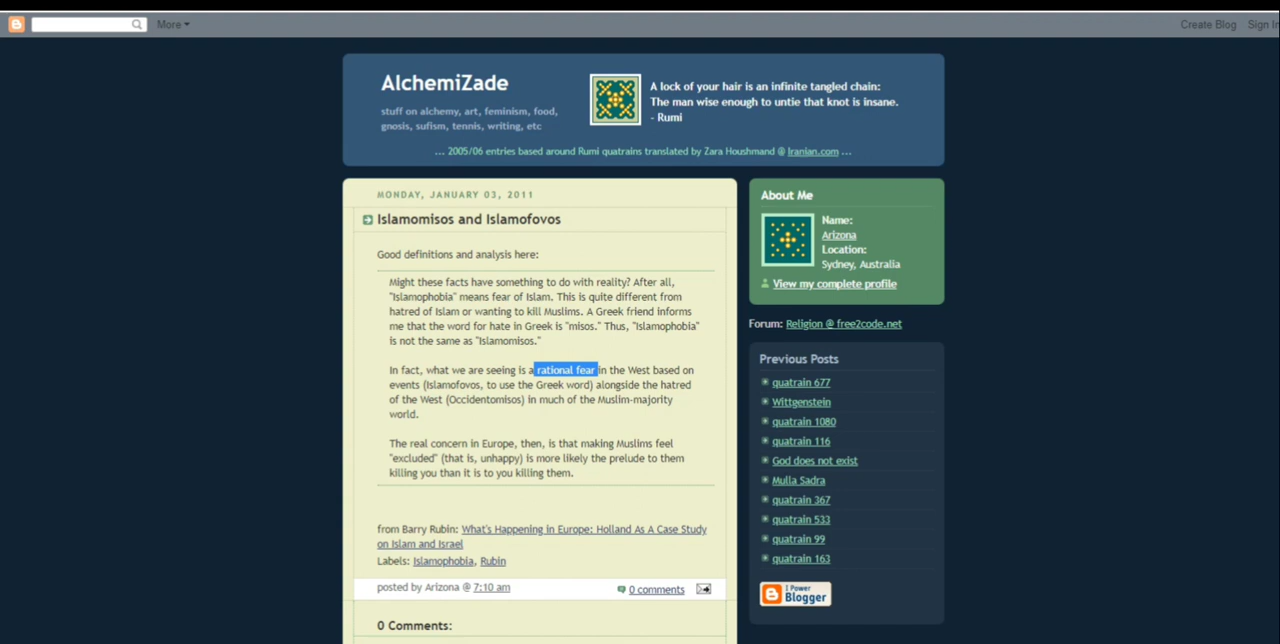 More
Create Blog Sign In
AlchemiZade
stuff on alchemy, art, feminism, food,
gnosis, sufism, tennis, writing, etc
A lock of your hair is an infinite tangled chain:
The man wise enough to untie that knot is insane.
- Rumi
... 2005/06 entries based around Rumi quatrains translated by Zara Houshmand @ Iranian.com ...
MONDAY, JANUARY 03, 2011
Islamomisos and Islamofovos
Good definitions and analysis here:
Might these facts have something to do with reality? After all,
"Islamophobia" means fear of Islam. This is quite different from
hatred of Islam or wanting to kill Muslims. A Greek friend informs
me that the word for hate in Greek is "misos." Thus, "Islamophobia"
is not the same as "Islamomisos."
In fact, what we are seeing is a rational fear in the West based on
events (Islamofovos, to use the Greek word) alongside the hatred
of the West (Occidentomisos) in much of the Muslim-majority
world.
The real concern in Europe, then, is that making Muslims feel
"excluded" (that is, unhappy) is more likely the prelude to them
killing you than it is to you killing them.
from Barry Rubin: What's Happening in Europe: Holland As A Case Study
on Islam and Israel
Labels: Islamophobia, Rubin
posted by Arizona @ 7:10 am
0 comments
0 Comments:
About Me
Name:
Arizona
Location:
Sydney, Australia
View my complete profile
Forum: Religion @ free2code.net
Previous Posts
quatrain 677
Wittgenstein
quatrain 1080
quatrain 116
God does not exist
Mulla Sadra
quatrain 367
quatrain 533
quatrain 99
quatrain 163
I Power
Blogger